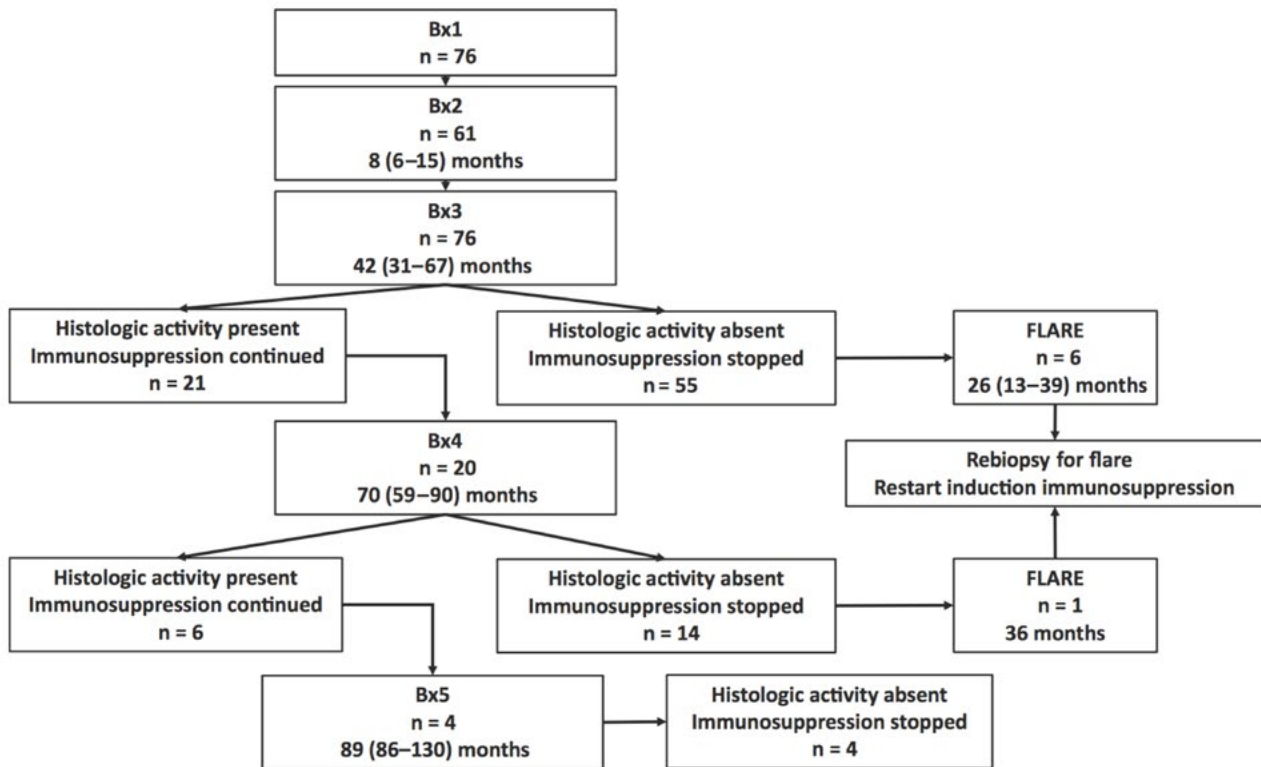 Bx1
n = 76
Bx2
n = 61
8 (6–15) months
Bx3
n = 76
42 (31–67) months
Histologic activity present
Immunosuppression continued
n = 21
Histologic activity absent
Immunosuppression stopped
n = 55
FLARE
n = 6
26 (13–39) months
Bx4
n = 20
70 (59–90) months
Rebiopsy for flare
Restart induction immunosuppression
Histologic activity present
Immunosuppression continued
n = 6
Histologic activity absent
Immunosuppression stopped
n = 14
FLARE
n = 1
36 months
Bx5
n = 4
89 (86–130) months
Histologic activity absent
Immunosuppression stopped
n = 4